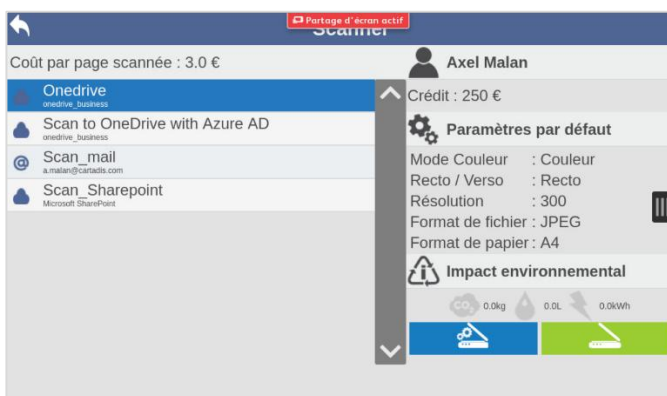 Partage d'écran actif
Scanner
Coût par page scannée : 3.0 €
Onedrive
onedrive_business
Scan to OneDrive with Azure AD
onedrive_business
Scan_mail
a.malan@cartadis.com
Scan_Sharepoint
Microsoft SharePoint
Axel Malan
Crédit : 250 €
Paramètres par défaut
Mode Couleur : Couleur
Recto / Verso : Recto
Résolution : 300
Format de fichier : JPEG
Format de papier : A4
Impact environnemental
CO₂ 0.0kg 0.0L 0.0kWh